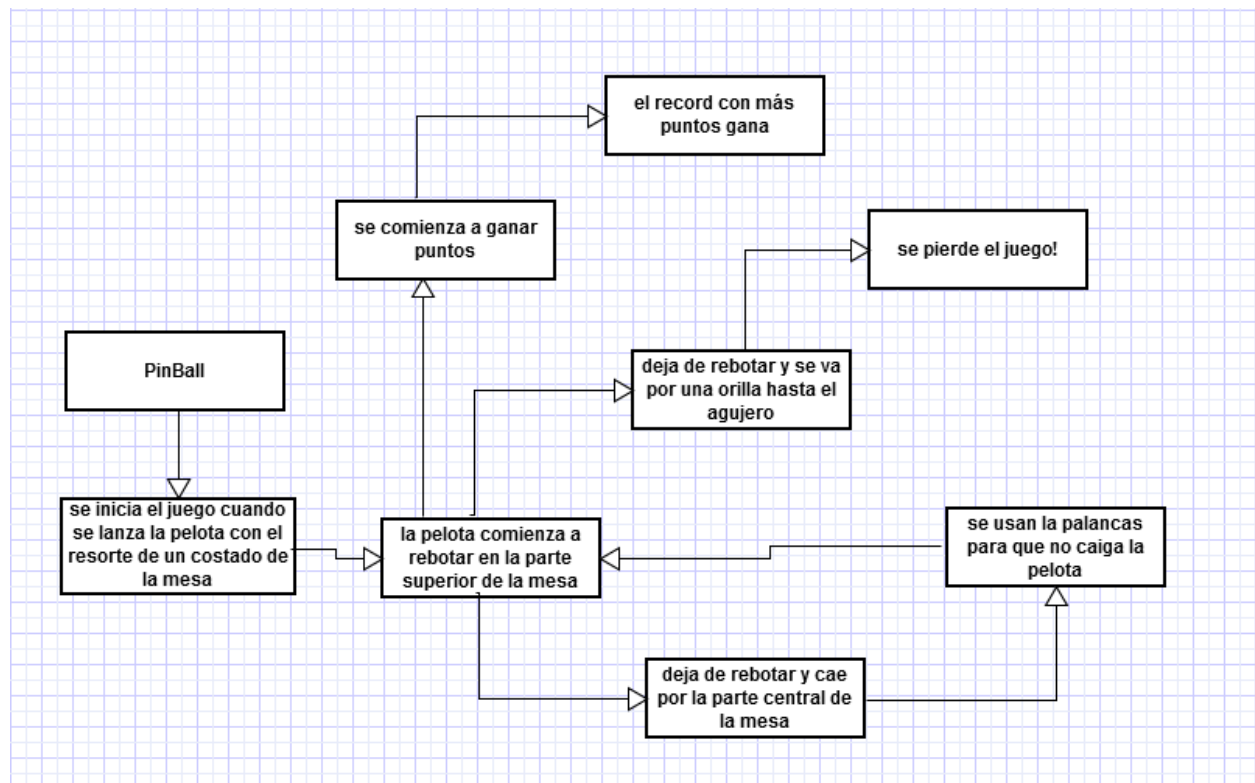 el record con más
puntos gana
se comienza a ganar
puntos
se pierde el juego!
PinBall
deja de rebotar y se va
por una orilla hasta el
agujero
se inicia el juego cuando
se lanza la pelota con el
resorte de un costado de
la mesa
la pelota comienza a
rebotar en la parte
superior de la mesa
se usan la palancas
para que no caiga la
pelota
deja de rebotar y cae
por la parte central de
la mesa